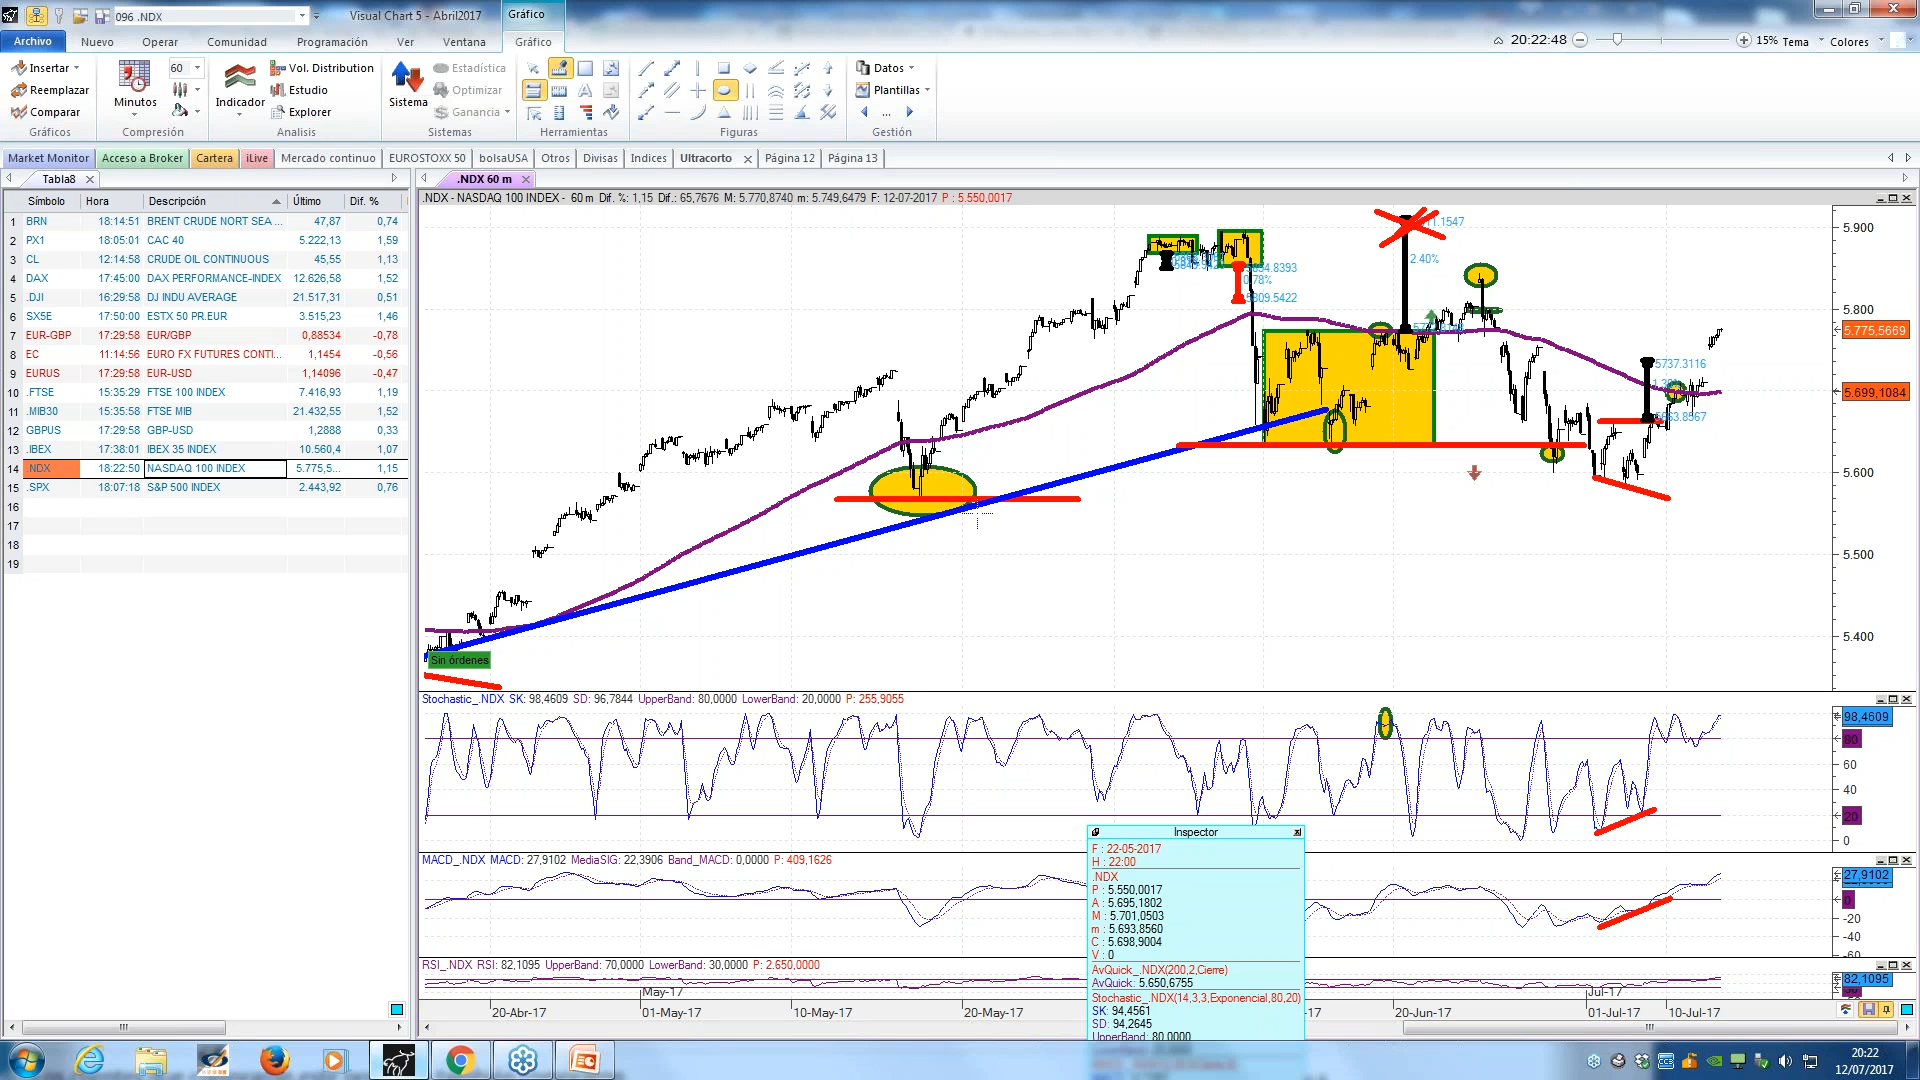 096 .NDX
Visual Chart 5 - Abril2017
Gráfico
Archivo Nuevo Operar Comunidad Programación Ver Ventana Gráfico
20:22:48 15% Tema Colores
Insertar Reemplazar Comparar
Gráficos
Minutos 60
Compresión
Indicador Vol. Distribution Estudio Explorer
Analisis
Sistema Estadística Optimizar Ganancia
Sistemas
Herramientas
Figuras
Datos Plantillas ...
Gestión
Market Monitor Acceso a Broker Cartera iLive Mercado continuo EUROSTOXX 50 bolsaUSA Otros Divisas Indices Ultracorto Página 12 Página 13
Tabla8
Símbolo Hora Descripción Último Dif. %
1 BRN 18:14:51 BRENT CRUDE NORT SEA ... 47,87 0,74
2 PX1 18:05:01 CAC 40 5.222,13 1,59
3 CL 12:14:58 CRUDE OIL CONTINUOUS 45,55 1,13
4 DAX 17:45:00 DAX PERFORMANCE-INDEX 12.626,58 1,52
5 .DJI 16:29:58 DJ INDU AVERAGE 21.517,31 0,51
6 SX5E 17:50:00 ESTX 50 PR.EUR 3.515,23 1,46
7 EUR-GBP 17:29:58 EUR/GBP 0,88534 -0,78
8 EC 11:14:56 EURO FX FUTURES CONTI... 1,1454 -0,56
9 EURUS 17:29:58 EUR-USD 1,14096 -0,47
10 .FTSE 15:35:29 FTSE 100 INDEX 7.416,93 1,19
11 .MIB30 15:35:58 FTSE MIB 21.432,55 1,52
12 GBPUS 17:29:58 GBP-USD 1,2888 0,33
13 .IBEX 17:38:01 IBEX 35 INDEX 10.560,4 1,07
14 .NDX 18:22:50 NASDAQ 100 INDEX 5.775,5... 1,15
15 .SPX 18:07:18 S&P 500 INDEX 2.443,92 0,76
16
17
18
19
.NDX 60 m
.NDX - NASDAQ 100 INDEX - 60 m Dif. %: 1,15 Dif.: 65,7676 M: 5.770,8740 m: 5.749,6479 F: 12-07-2017 P : 5.550,0017
2.40%
0.78%
5809.5422
5737.3116
5.900
5.800
5.775,5669
5.699,1084
5.600
5.500
5.400
Sin órdenes
Stochastic_.NDX SK: 98,4609 SD: 96,7844 UpperBand: 80,0000 LowerBand: 20,0000 P: 255,9055
98,4609
80
60
40
20
0
MACD_.NDX MACD: 27,9102 MediaSIG: 22,3906 Band_MACD: 0,0000 P: 409,1626
27,9102
0
-20
-40
-60
RSI_.NDX RSI: 82,1095 UpperBand: 70,0000 LowerBand: 30,0000 P: 2.650,0000
82,1095
May-17 Jul-17
20-Abr-17 01-May-17 10-May-17 20-May-17 20-Jun-17 01-Jul-17 10-Jul-17
Inspector
F : 22-05-2017
H : 22:00
.NDX
P : 5.550,0017
A : 5.695,1802
M : 5.701,0503
m : 5.693,8560
C : 5.698,9004
V : 0
AvQuick_.NDX(200,2,Cierre)
AvQuick: 5.650,6755
Stochastic_.NDX(14,3,3,Exponencial,80,20)
SK: 94,4561
SD: 94,2645
UpperBand: 80,0000
20:22
12/07/2017